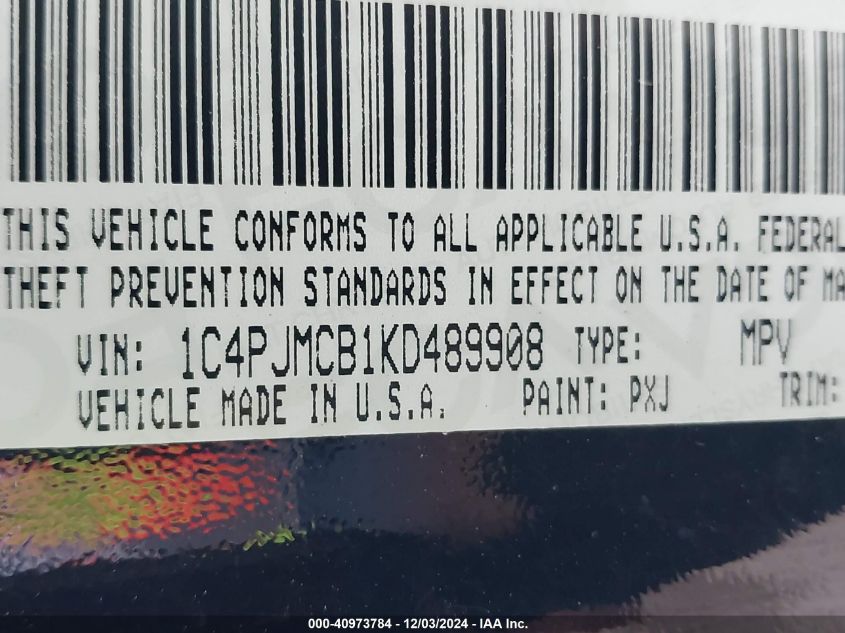 THIS VEHICLE CONFORMS TO ALL APPLICABLE U.S.A. FEDERAL
THEFT PREVENTION STANDARDS IN EFFECT ON THE DATE OF MA
VIN: 1C4PJMCB1KD489908 TYPE: MPV
VEHICLE MADE IN U.S.A. PAINT: PXJ TRIM:
000-40973784 - 12/03/2024 - IAA Inc.